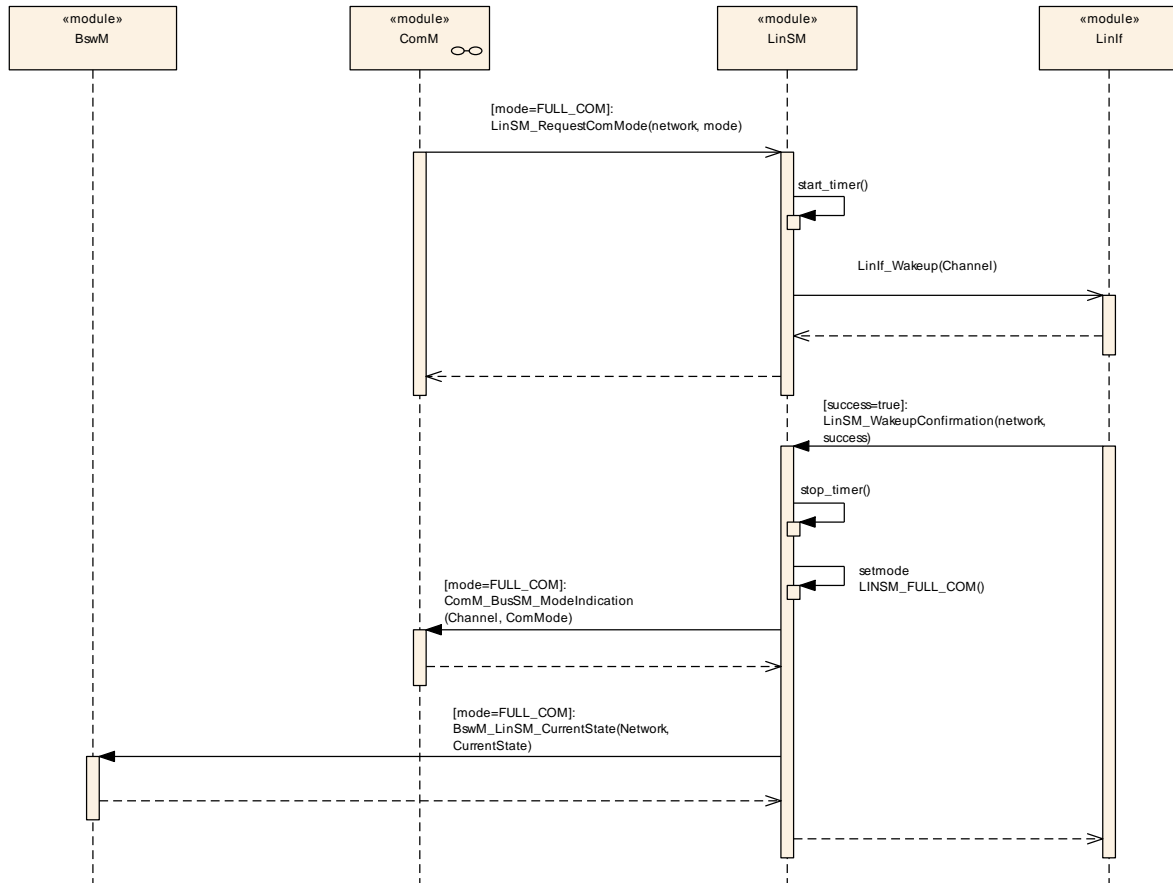 «module»
BswM
«module»
ComM
«module»
LinSM
«module»
LinIf
[mode=FULL_COM]:
LinSM_RequestComMode(network, mode)
start_timer()
LinIf_Wakeup(Channel)
[success=true]:
LinSM_WakeupConfirmation(network,
success)
stop_timer()
setmode
LINSM_FULL_COM()
[mode=FULL_COM]:
ComM_BusSM_ModeIndication
(Channel, ComMode)
[mode=FULL_COM]:
BswM_LinSM_CurrentState(Network,
CurrentState)